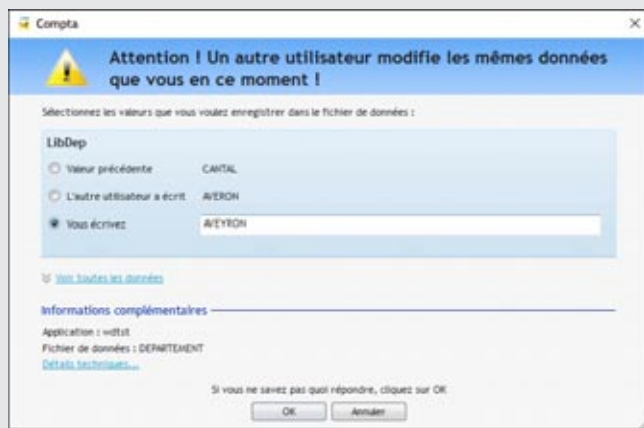 Compta
Attention ! Un autre utilisateur modifie les mêmes données
que vous en ce moment !
Sélectionnez les valeurs que vous voulez enregistrer dans le fichier de données :
LibDep
Valeur précédente CANTAL
L'autre utilisateur a écrit AVERON
Vous écrivez AVEYRON
Voir toutes les données
Informations complémentaires
Application : wdtst
Fichier de données : DEPARTEMENT
Détails techniques...
Si vous ne savez pas quoi répondre, cliquez sur OK
OK Annuler